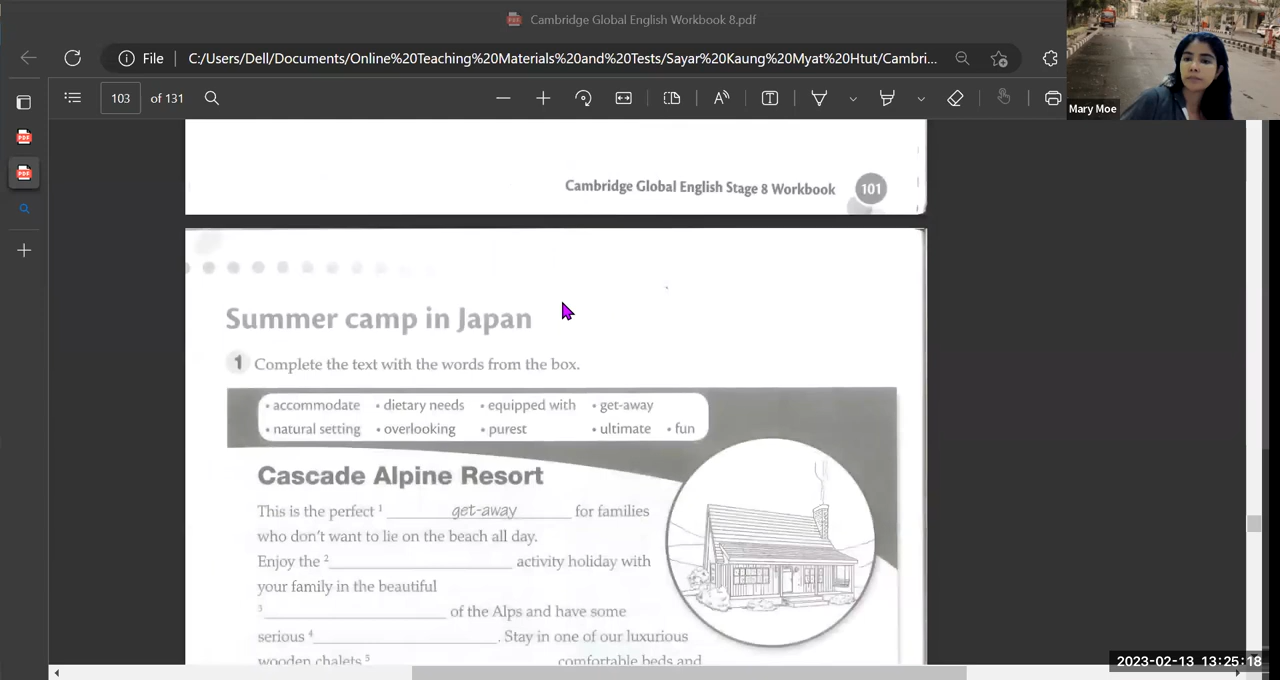 Cambridge Global English Workbook 8.pdf
File C:/Users/Dell/Documents/Online%20Teaching%20Materials%20and%20Tests/Sayar%20Kaung%20Myat%20Htut/Cambri...
103 of 131
Mary Moe
Cambridge Global English Stage 8 Workbook 101
Summer camp in Japan
1 Complete the text with the words from the box.
• accommodate • dietary needs • equipped with • get-away
• natural setting • overlooking • purest • ultimate • fun
Cascade Alpine Resort
This is the perfect 1 get-away for families
who don't want to lie on the beach all day.
Enjoy the 2 activity holiday with
your family in the beautiful
3 of the Alps and have some
serious 4 . Stay in one of our luxurious
wooden chalets 5 comfortable beds and
2023-02-13 13:25:18